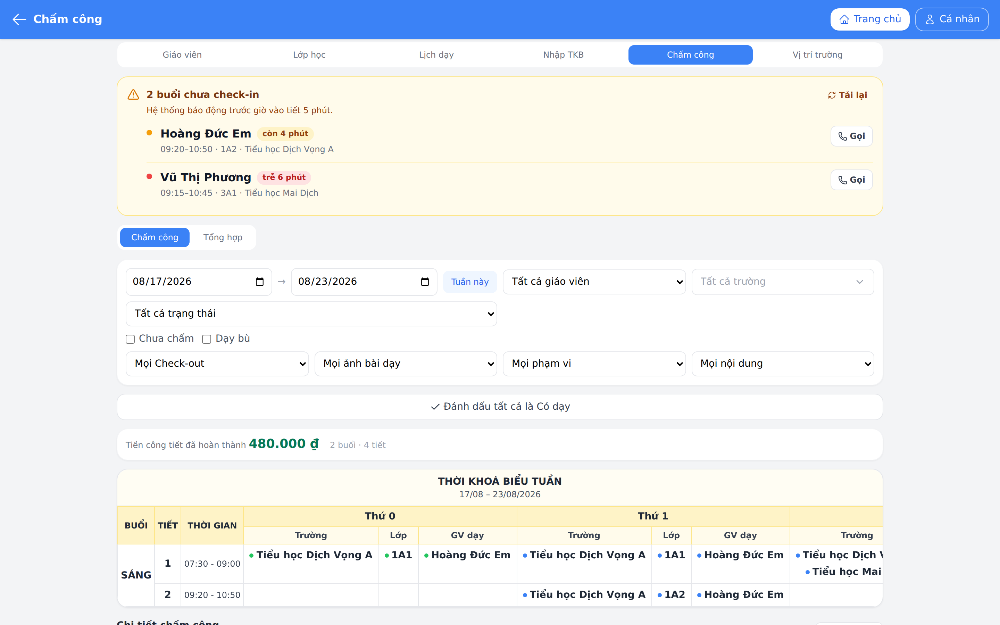 Chấm công
Trang chủ
Cá nhân
Giáo viên
Lớp học
Lịch dạy
Nhập TKB
Chấm công
Vị trí trường
2 buổi chưa check-in
Tải lại
Hệ thống báo động trước giờ vào tiết 5 phút.
Hoàng Đức Em
còn 4 phút
09:20–10:50 · 1A2 · Tiểu học Dịch Vọng A
Gọi
Vũ Thị Phương
trễ 6 phút
09:15–10:45 · 3A1 · Tiểu học Mai Dịch
Gọi
Chấm công
Tổng hợp
08/17/2026
→
08/23/2026
Tuần này
Tất cả giáo viên
Tất cả trường
Tất cả trạng thái
Chưa chấm
Dạy bù
Mọi Check-out
Mọi ảnh bài dạy
Mọi phạm vi
Mọi nội dung
Đánh dấu tất cả là Có dạy
Tiền công tiết đã hoàn thành 480.000 ₫ 2 buổi · 4 tiết
THỜI KHOÁ BIỂU TUẦN
17/08 – 23/08/2026
BUỔI
TIẾT
THỜI GIAN
Thứ 0
Thứ 1
Trường
Lớp
GV dạy
Trường
Lớp
GV dạy
Trường
SÁNG
1
07:30 - 09:00
Tiểu học Dịch Vọng A
1A1
Hoàng Đức Em
Tiểu học Dịch Vọng A
1A1
Hoàng Đức Em
Tiểu học Dịch
Tiểu học Mai
2
09:20 - 10:50
Tiểu học Dịch Vọng A
1A2
Hoàng Đức Em
Chi tiết chấm công